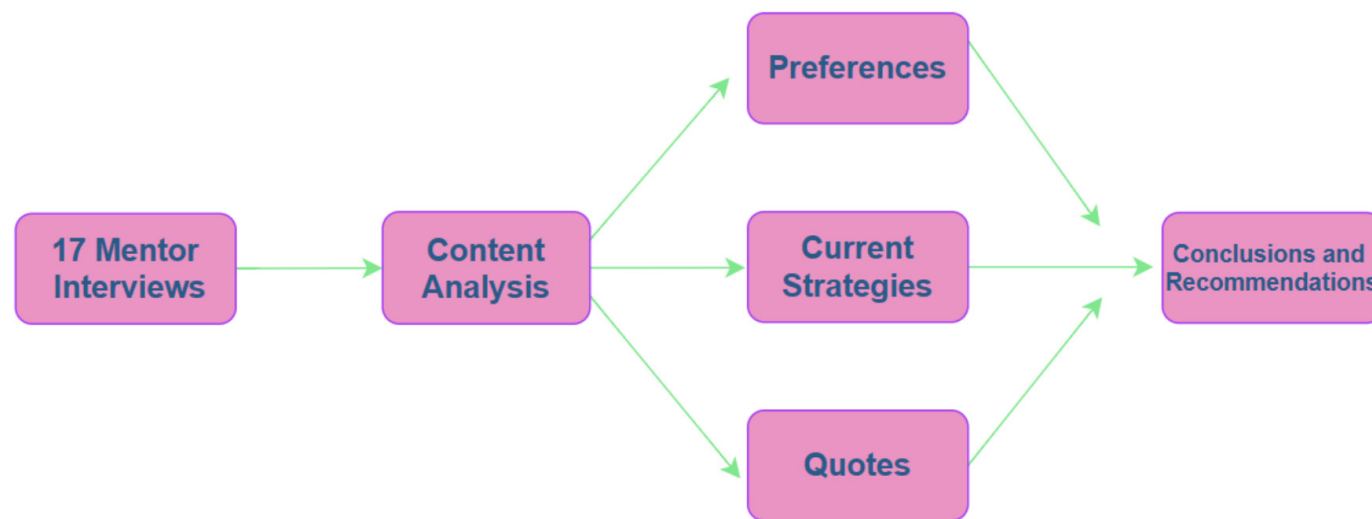 17 Mentor
Interviews
Content
Analysis
Preferences
Current
Strategies
Quotes
Conclusions and
Recommendations